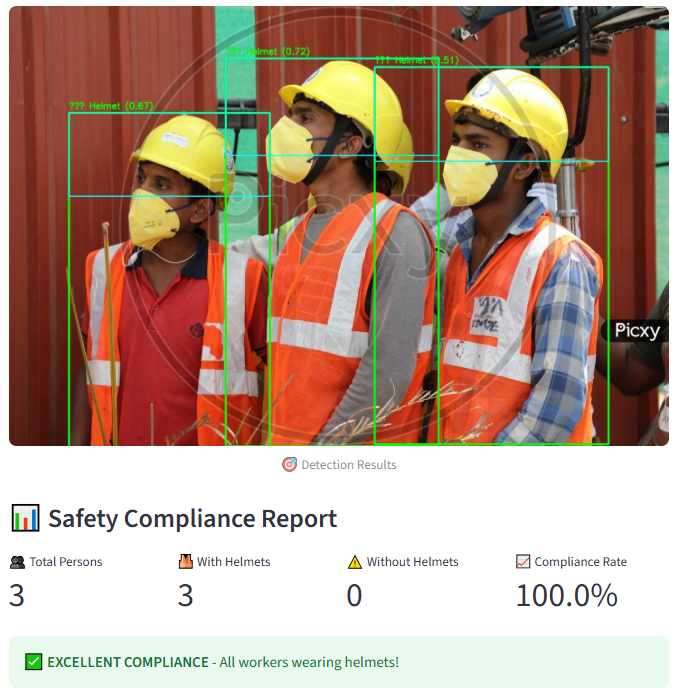 ??? Helmet (0.72)
??? Helmet (0.51)
??? Helmet (0.67)
Picxy
Picxy
Detection Results
Safety Compliance Report
Total Persons
With Helmets
Without Helmets
Compliance Rate
3
3
0
100.0%
EXCELLENT COMPLIANCE - All workers wearing helmets!